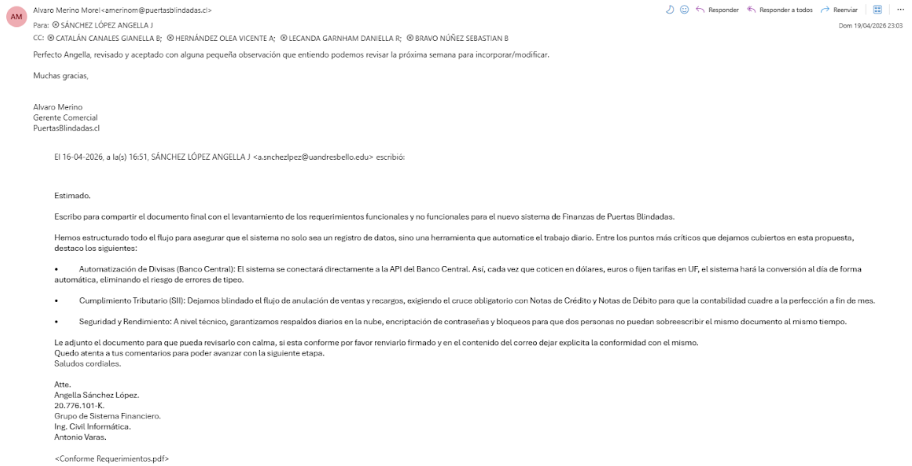 AM
Alvaro Merino Morel<amerinom@puertasblindadas.cl>
Responder
Responder a todos
Reenviar
Para: SÁNCHEZ LÓPEZ ANGELLA J
Dom 19/04/2026 23:03
CC: CATALÁN CANALES GIANELLA B; HERNÁNDEZ OLEA VICENTE A; LECANDA GARNHAM DANIELLA R; BRAVO NÚÑEZ SEBASTIAN B
Perfecto Angella, revisado y aceptado con alguna pequeña observación que entiendo podemos revisar la próxima semana para incorporar/modificar.
Muchas gracias,
Alvaro Merino
Gerente Comercial
PuertasBlindadas.cl
El 16-04-2026, a la(s) 16:51, SÁNCHEZ LÓPEZ ANGELLA J <a.snchezlpez@uandresbello.edu> escribió:
Estimado.
Escribo para compartir el documento final con el levantamiento de los requerimientos funcionales y no funcionales para el nuevo sistema de Finanzas de Puertas Blindadas.
Hemos estructurado todo el flujo para asegurar que el sistema no solo sea un registro de datos, sino una herramienta que automatice el trabajo diario. Entre los puntos más críticos que dejamos cubiertos en esta propuesta,
destaco los siguientes:
• Automatización de Divisas (Banco Central): El sistema se conectará directamente a la API del Banco Central. Así, cada vez que coticen en dólares, euros o fijen tarifas en UF, el sistema hará la conversión al día de forma
automática, eliminando el riesgo de errores de tipeo.
• Cumplimiento Tributario (SII): Dejamos blindado el flujo de anulación de ventas y recargos, exigiendo el cruce obligatorio con Notas de Crédito y Notas de Débito para que la contabilidad cuadre a la perfección a fin de mes.
• Seguridad y Rendimiento: A nivel técnico, garantizamos respaldos diarios en la nube, encriptación de contraseñas y bloqueos para que dos personas no puedan sobreescribir el mismo documento al mismo tiempo.
Le adjunto el documento para que pueda revisarlo con calma, si esta conforme por favor renviarlo firmado y en el contenido del correo dejar explicita la conformidad con el mismo.
Quedo atenta a tus comentarios para poder avanzar con la siguiente etapa.
Saludos cordiales.
Atte.
Angella Sánchez López.
20.776.101-K.
Grupo de Sistema Financiero.
Ing. Civil Informática.
Antonio Varas.
<Conforme Requerimientos.pdf>